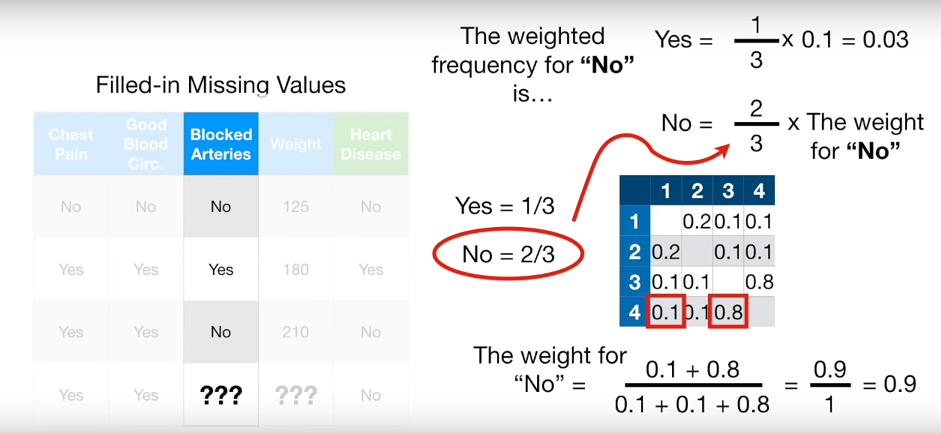 The weighted
frequency for “No”
is…
Yes = 1/3 x 0.1 = 0.03
No = 2/3 x The weight
for “No”
Filled-in Missing Values
Chest Pain | Good Blood Circ. | Blocked Arteries | Weight | Heart Disease
No | No | No | 125 | No
Yes | Yes | Yes | 180 | Yes
Yes | Yes | No | 210 | No
Yes | Yes | ??? | ??? | No
Yes = 1/3
No = 2/3
1 2 3 4
1 0.2 0.1 0.1
2 0.2 0.1 0.1
3 0.1 0.1 0.8
4 0.1 0.1 0.8
The weight for
“No” = 0.1 + 0.8 / 0.1 + 0.1 + 0.8 = 0.9 / 1 = 0.9